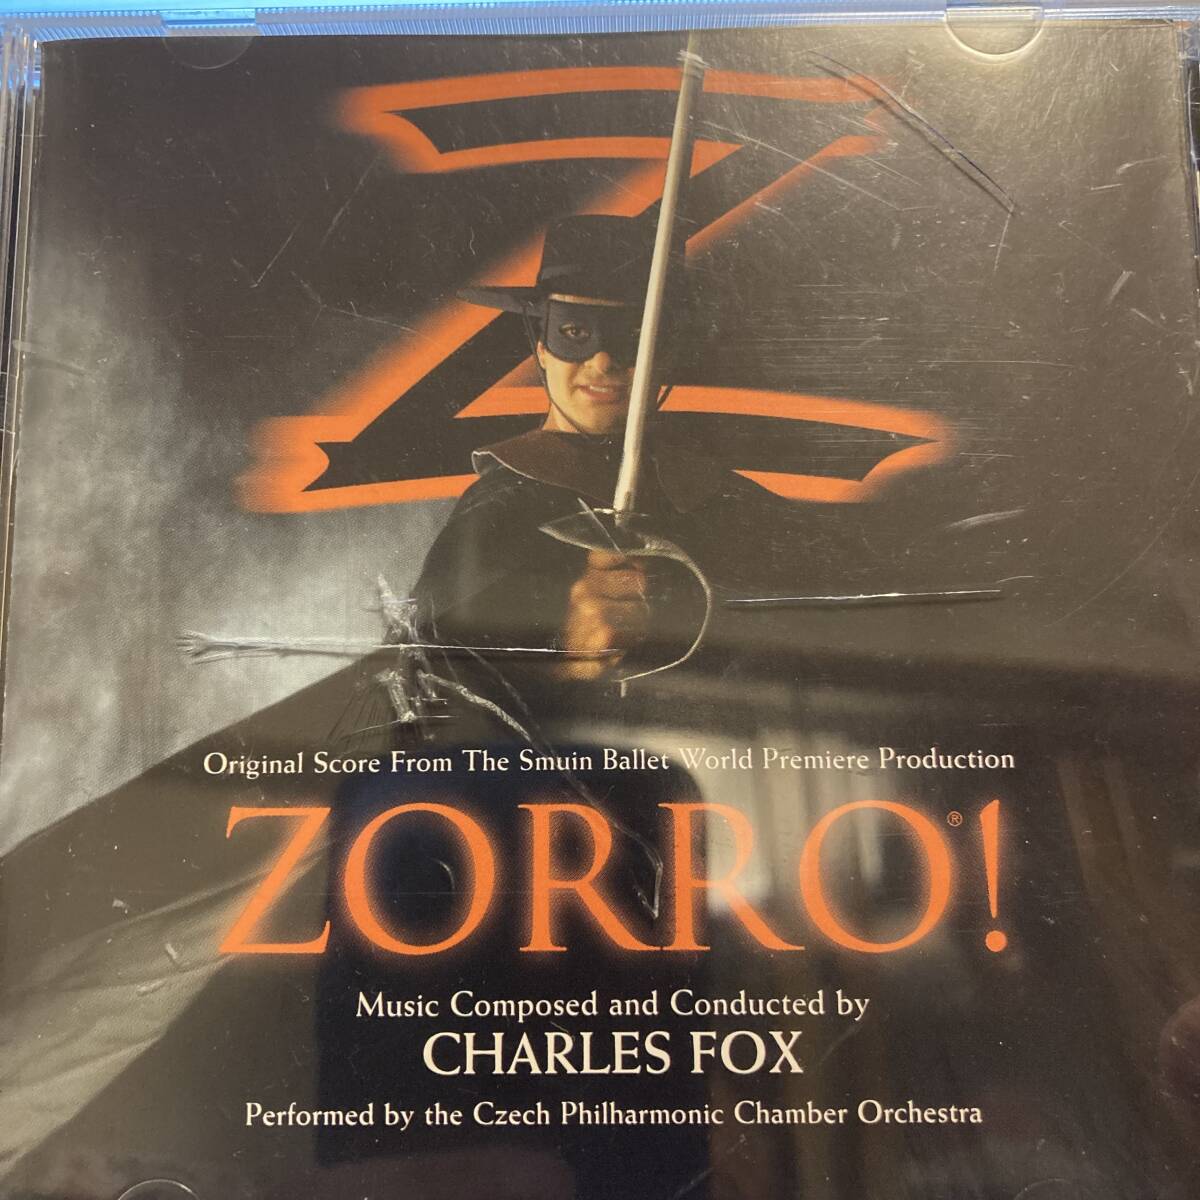 Z
Original Score From The Smuin Ballet World Premiere Production
ZORRO!®
Music Composed and Conducted by
CHARLES FOX
Performed by the Czech Philharmonic Chamber Orchestra